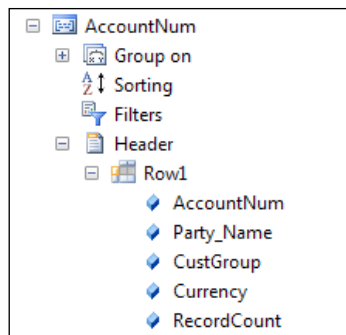 AccountNum
Group on
Sorting
Filters
Header
Row1
AccountNum
Party_Name
CustGroup
Currency
RecordCount